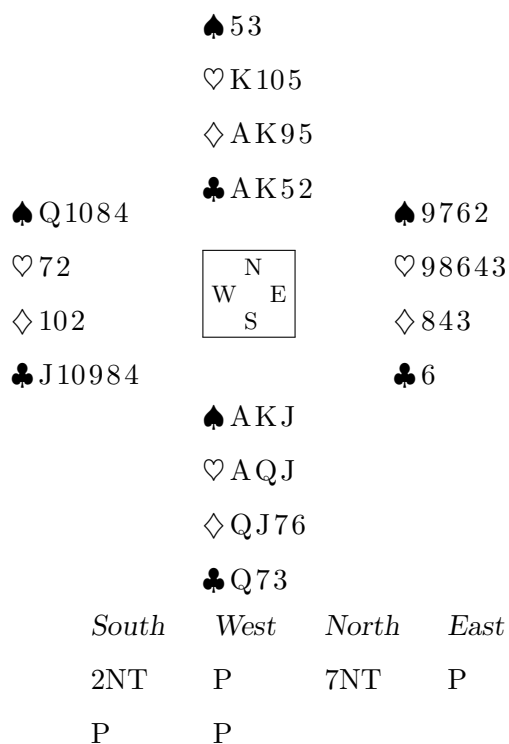 ♠53
♡K105
♢AK95
♣AK52
♠Q1084 ♠9762
♡72 N ♡98643
W E
♢102 S ♢843
♣J10984 ♣6
♠AKJ
♡AQJ
♢QJ76
♣Q73
South West North East
2NT P 7NT P
P P